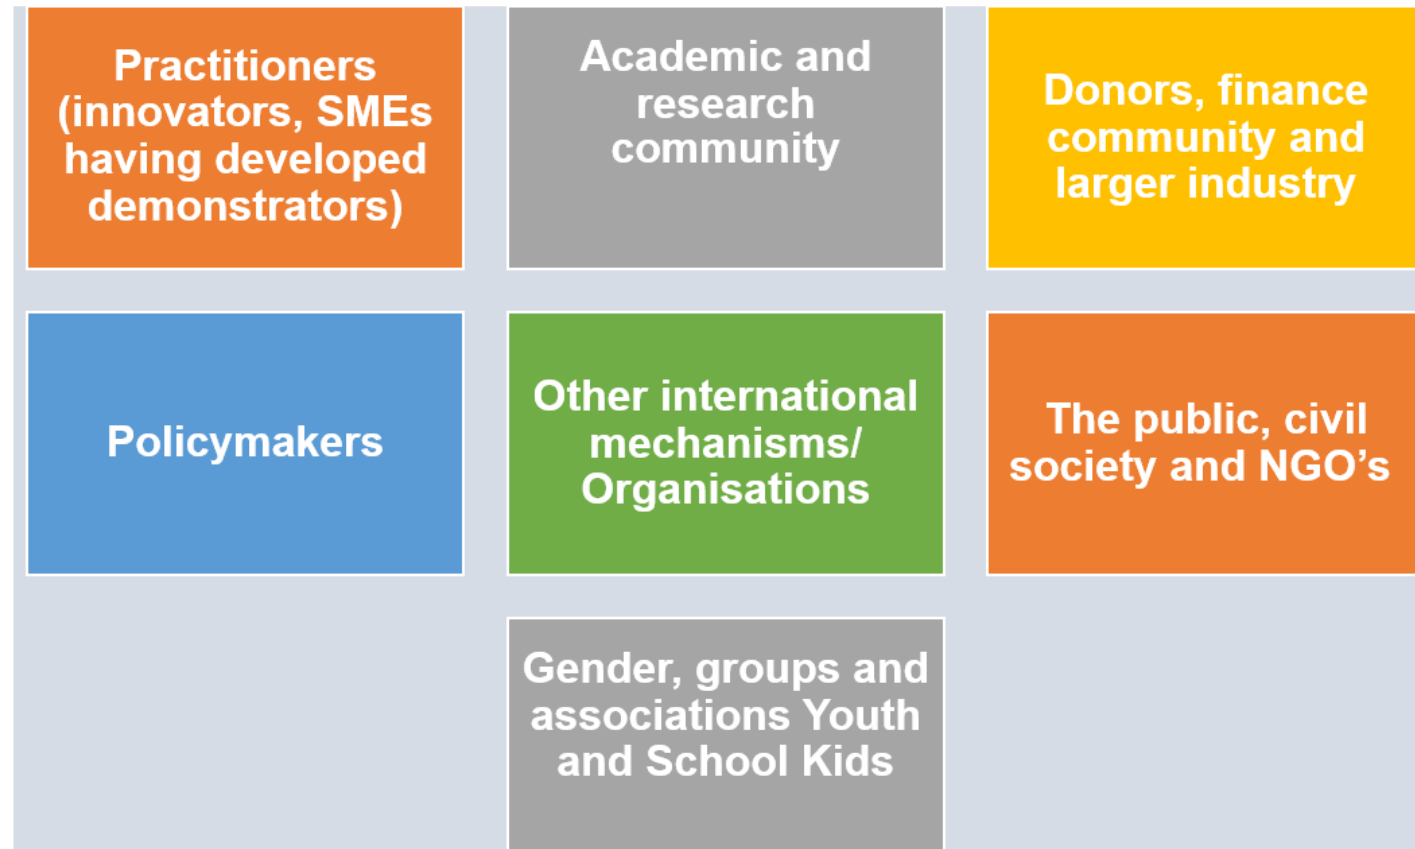 Practitioners
(innovators, SMEs
having developed
demonstrators)
Academic and
research
community
Donors, finance
community and
larger industry
Policymakers
Other international
mechanisms/
Organisations
The public, civil
society and NGO’s
Gender, groups and
associations Youth
and School Kids